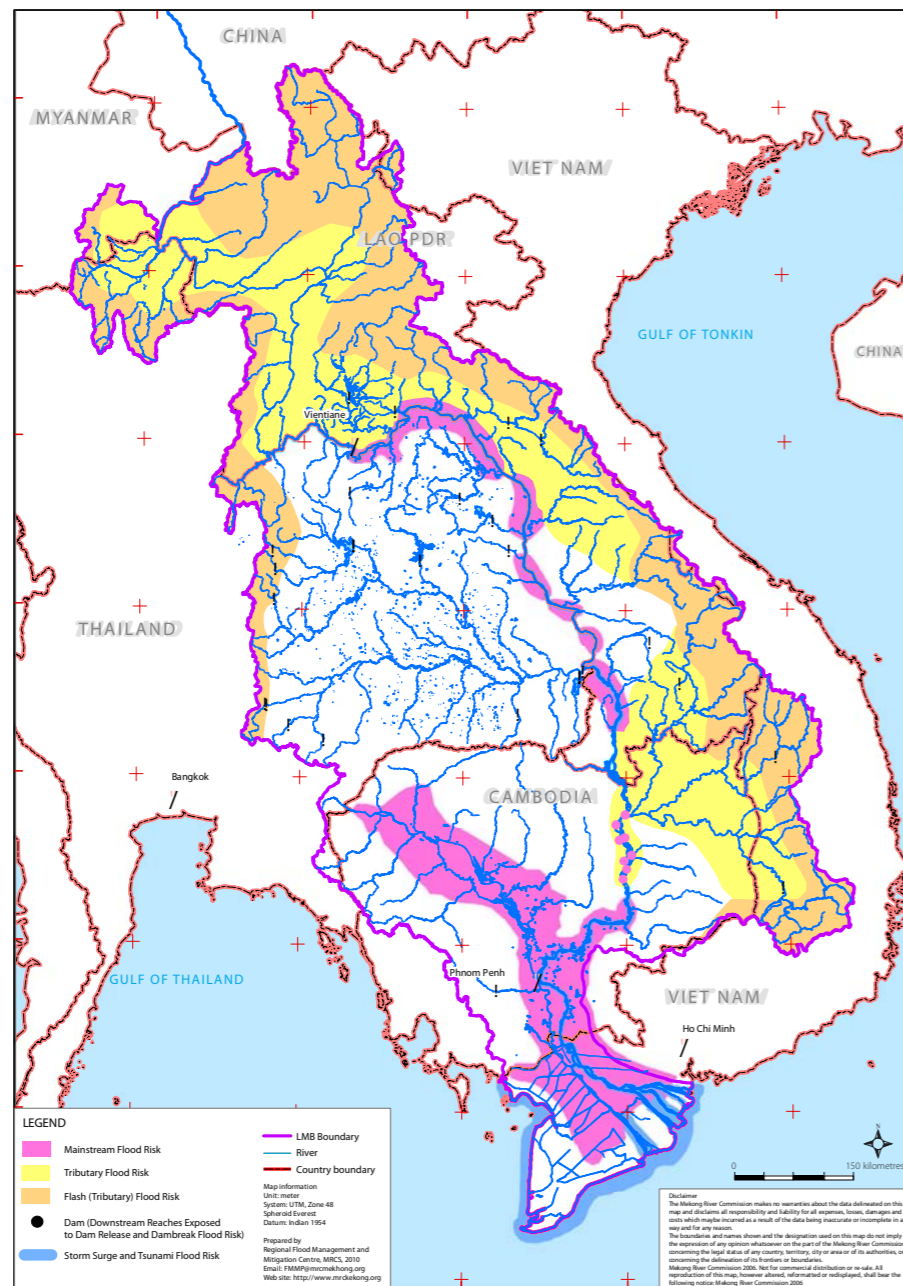 CHINA
MYANMAR
VIET NAM
LAO PDR
GULF OF TONKIN
CHINA
Vientiane
THAILAND
Bangkok
CAMBODIA
GULF OF THAILAND
Phnom Penh
VIET NAM
Ho Chi Minh
N
0 150 kilometres
LEGEND
Mainstream Flood Risk
Tributary Flood Risk
Flash (Tributary) Flood Risk
Dam (Downstream Reaches Exposed
to Dam Release and Dambreak Flood Risk)
Storm Surge and Tsunami Flood Risk
LMB Boundary
River
Country boundary
Map information
Unit: meter
System: UTM, Zone 48
Spheroid Everest
Datum: Indian 1954
Prepared by
Regional Flood Management and
Mitigation Centre, MRCS, 2010
Email: FMMP@mrcmekhong.org
Web site: http://www.mrckekong.org
Disclaimer
The Mekong River Commission makes no warranties about the data delineated on this
map and disclaims all responsibility and liability for all expenses, losses, damages and
costs which maybe incurred as a result of the data being inaccurate or incomplete in a
way and for any reason.
The boundaries and names shown and the designation used on this map do not imply
the expression of any opinion whatsoever on the part of the Mekong River Commission
concerning the legal status of any country, territory, city or area or of its authorities, or
concerning the delineation of its frontiers or boundaries.
Mekong River Commission 2006. Not for commercial distribution or re-sale. All
reproduction of this map, however altered, reformatted or redisplayed, shall bear the
following notice: Mekong River Commission 2006